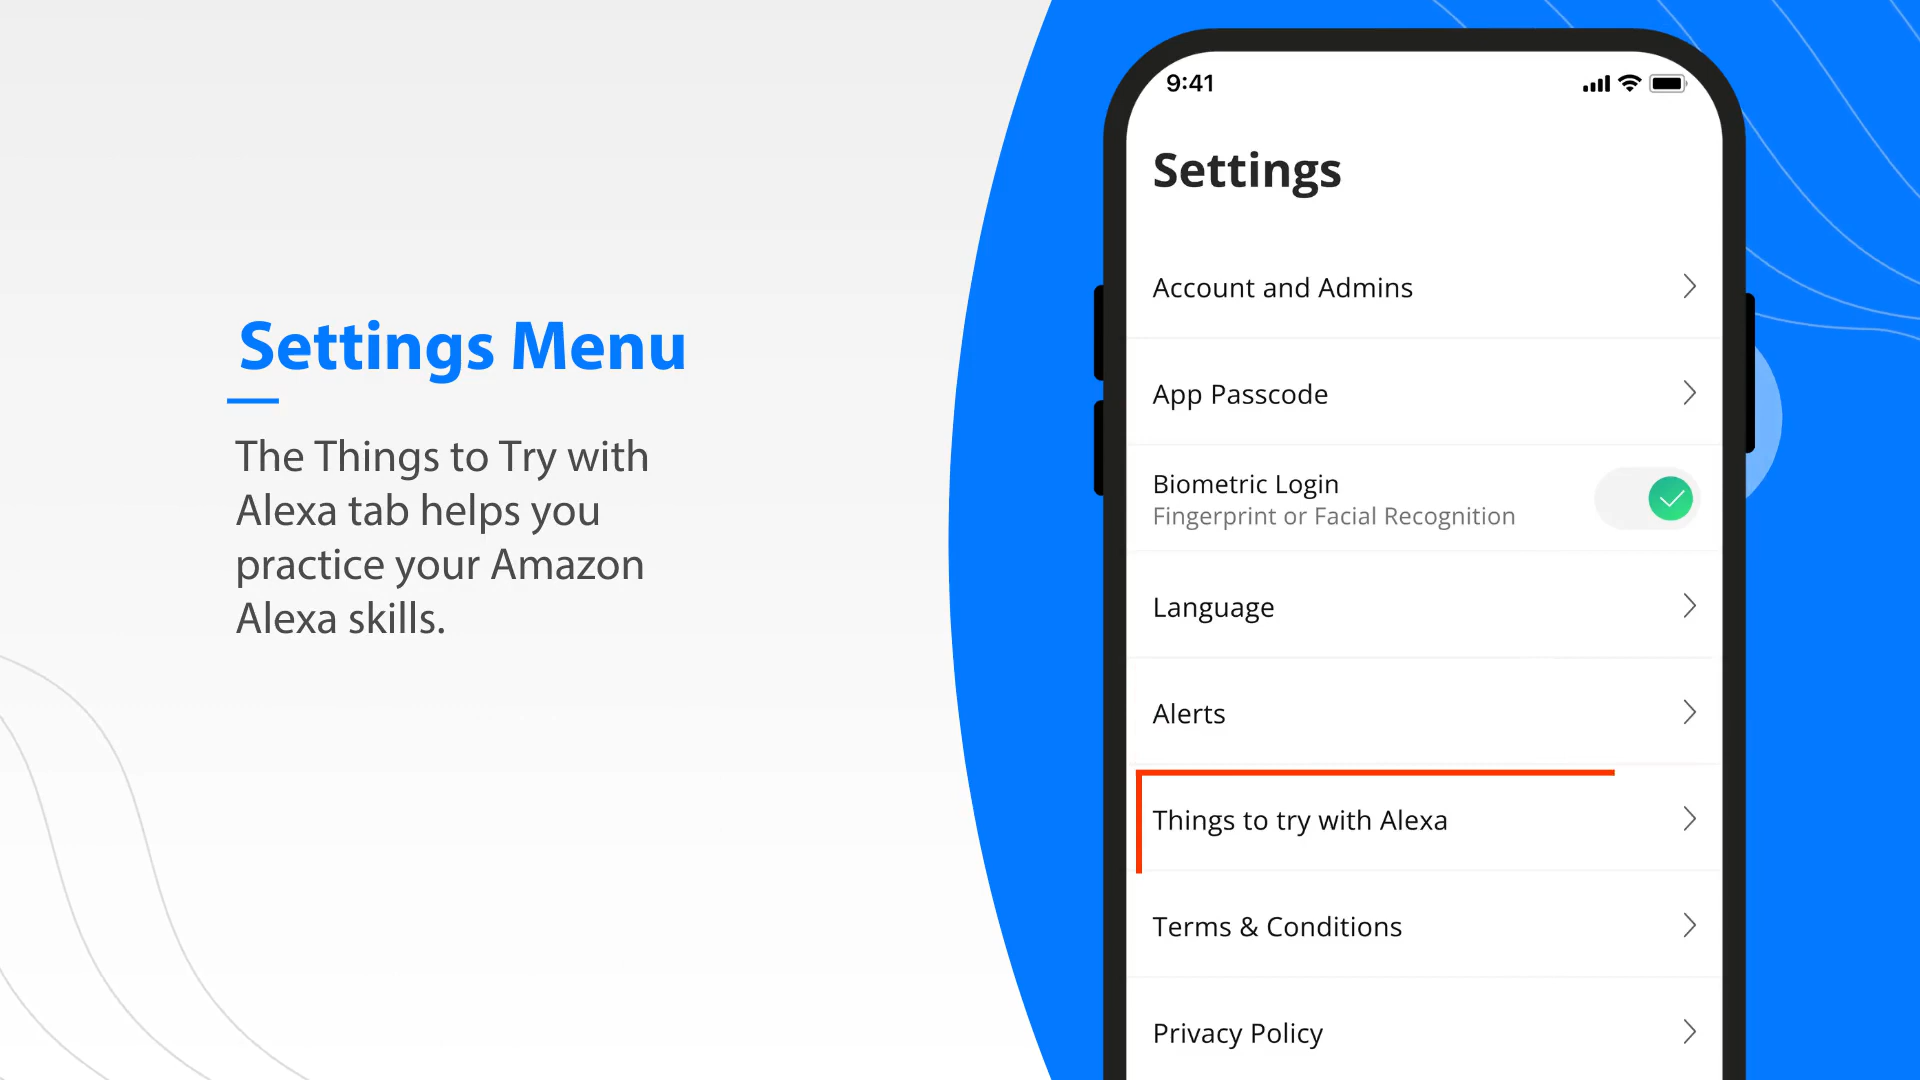 Settings Menu
The Things to Try with
Alexa tab helps you
practice your Amazon
Alexa skills.
9:41
Settings
Account and Admins
App Passcode
Biometric Login
Fingerprint or Facial Recognition
Language
Alerts
Things to try with Alexa
Terms & Conditions
Privacy Policy